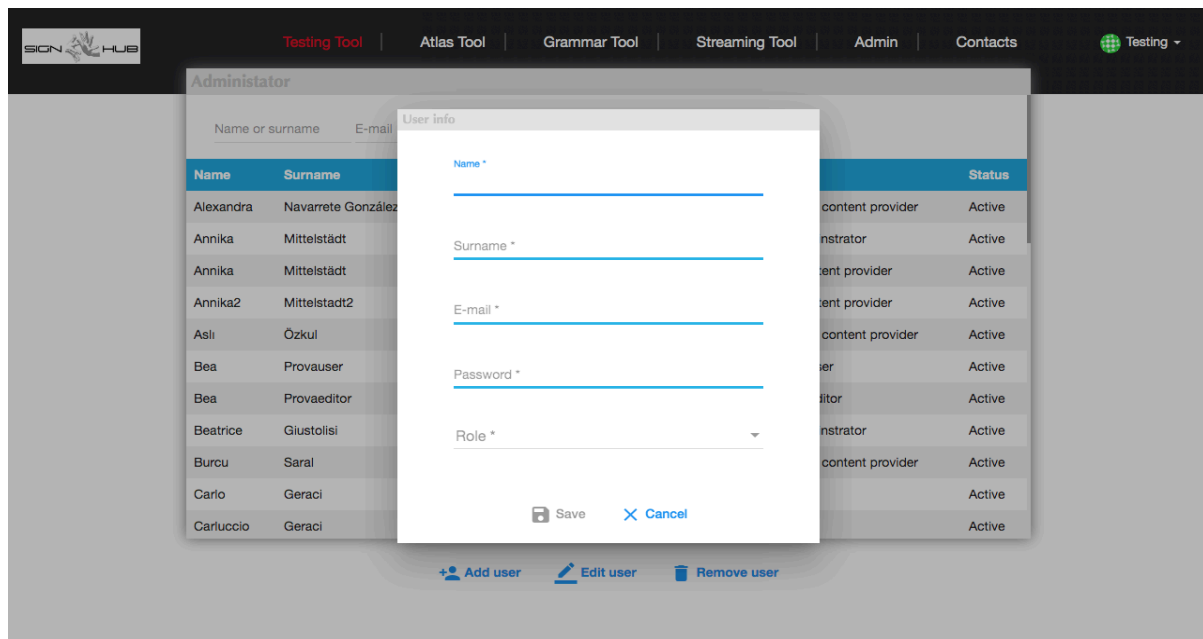 SIGN HUB
Testing Tool Atlas Tool Grammar Tool Streaming Tool Admin Contacts Testing
Administator
Name or surname E-mail
User info
Name *
Surname *
E-mail *
Password *
Role *
Save Cancel
Name Surname Status
Alexandra Navarrete González content provider Active
Annika Mittelstädt nstrator Active
Annika Mittelstädt tent provider Active
Annika2 Mittelstadt2 tent provider Active
Aslı Özkul content provider Active
Bea Provauser ser Active
Bea Provaeditor ditor Active
Beatrice Giustolisi nstrator Active
Burcu Saral content provider Active
Carlo Geraci Active
Carluccio Geraci Active
Add user Edit user Remove user